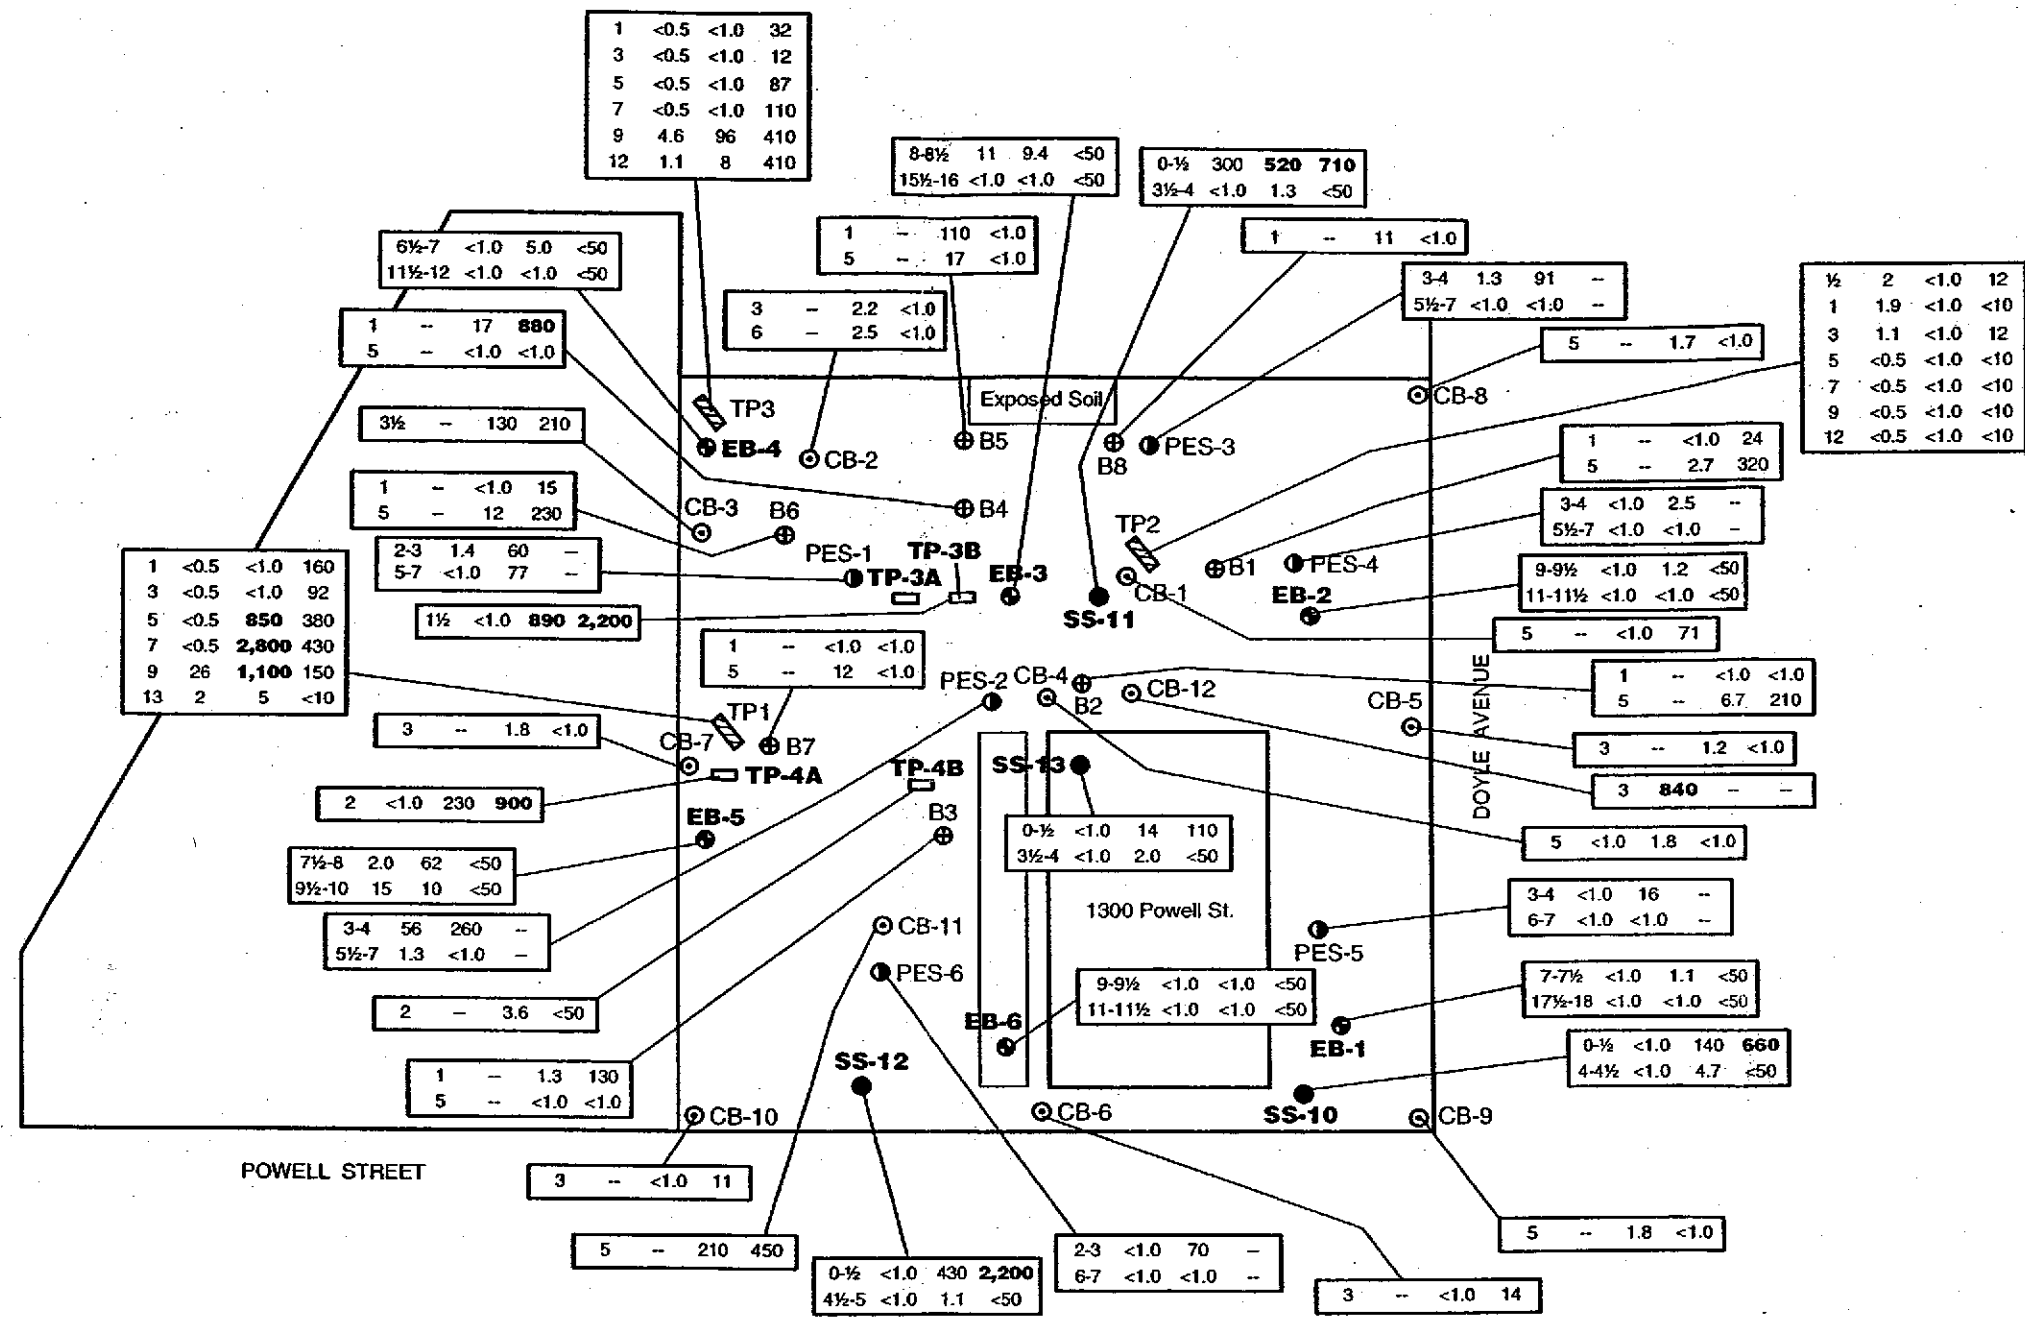 1 <0.5 <1.0 32
3 <0.5 <1.0 12
5 <0.5 <1.0 87
7 <0.5 <1.0 110
9 4.6 96 410
12 1.1 8 410
8-8½ 11 9.4 <50
15½-16 <1.0 <1.0 <50
0-½ 300 520 710
3½-4 <1.0 1.3 <50
6½-7 <1.0 5.0 <50
11½-12 <1.0 <1.0 <50
1 -- 110 <1.0
5 -- 17 <1.0
1 -- 11 <1.0
3-4 1.3 91 --
5½-7 <1.0 <1.0 --
½ 2 <1.0 12
1 1.9 <1.0 <10
3 1.1 <1.0 12
5 <0.5 <1.0 <10
7 <0.5 <1.0 <10
9 <0.5 <1.0 <10
12 <0.5 <1.0 <10
3 -- 2.2 <1.0
6 -- 2.5 <1.0
1 -- 17 880
5 -- <1.0 <1.0
5 -- 1.7 <1.0
Exposed Soil
TP3
CB-8
3½ -- 130 210
EB-4
CB-2
B5
B8
PES-3
1 -- <1.0 24
5 -- 2.7 320
1 -- <1.0 15
5 -- 12 230
CB-3
B6
B4
TP2
3-4 <1.0 2.5 --
5½-7 <1.0 <1.0 --
2-3 1.4 60 --
5-7 <1.0 77 --
PES-1
TP-3B
TP-3A
EB-3
SS-11
CB-1
B1
PES-4
EB-2
9-9½ <1.0 1.2 <50
11-11½ <1.0 <1.0 <50
1 <0.5 <1.0 160
3 <0.5 <1.0 92
5 <0.5 850 380
7 <0.5 2,800 430
9 26 1,100 150
13 2 5 <10
1½ <1.0 890 2,200
5 -- <1.0 71
1 -- <1.0 <1.0
5 -- 12 <1.0
PES-2
CB-4
B2
CB-12
CB-5
DOYLE AVENUE
1 -- <1.0 <1.0
5 -- 6.7 210
3 -- 1.8 <1.0
TP1
CB-7
B7
TP-4A
TP-4B
SS-13
3 -- 1.2 <1.0
2 <1.0 230 900
3 840 -- --
EB-5
B3
0-½ <1.0 14 110
3½-4 <1.0 2.0 <50
5 <1.0 1.8 <1.0
7½-8 2.0 62 <50
9½-10 15 10 <50
3-4 56 260 --
5½-7 1.3 <1.0 --
CB-11
1300 Powell St.
3-4 <1.0 16 --
6-7 <1.0 <1.0 --
PES-5
PES-6
9-9½ <1.0 <1.0 <50
11-11½ <1.0 <1.0 <50
7-7½ <1.0 1.1 <50
17½-18 <1.0 <1.0 <50
2 -- 3.6 <50
EB-6
EB-1
0-½ <1.0 140 660
4-4½ <1.0 4.7 <50
1 -- 1.3 130
5 -- <1.0 <1.0
SS-12
CB-10
CB-6
SS-10
CB-9
POWELL STREET
3 -- <1.0 11
5 -- 210 450
0-½ <1.0 430 2,200
4½-5 <1.0 1.1 <50
2-3 <1.0 70 --
6-7 <1.0 <1.0 --
3 -- <1.0 14
5 -- 1.8 <1.0